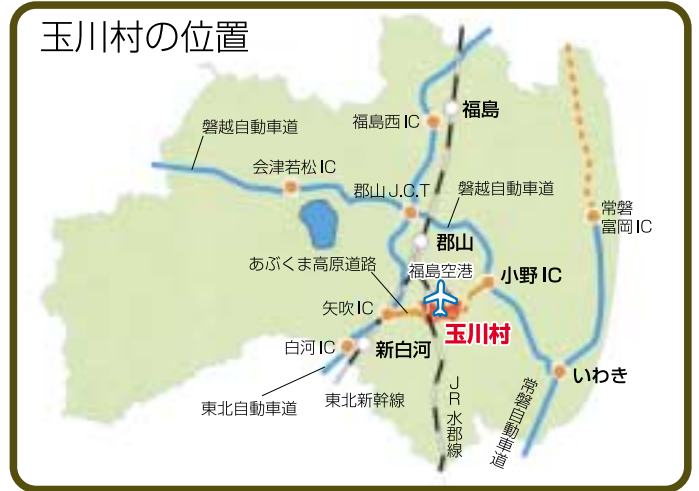 玉川村の位置
福島
福島西IC
磐越自動車道
会津若松IC
郡山J.C.T
磐越自動車道
常磐
富岡IC
郡山
あぶくま高原道路
福島空港
小野IC
矢吹IC
玉川村
白河IC
新白河
いわき
東北自動車道
東北新幹線
JR水郡線
常磐自動車道